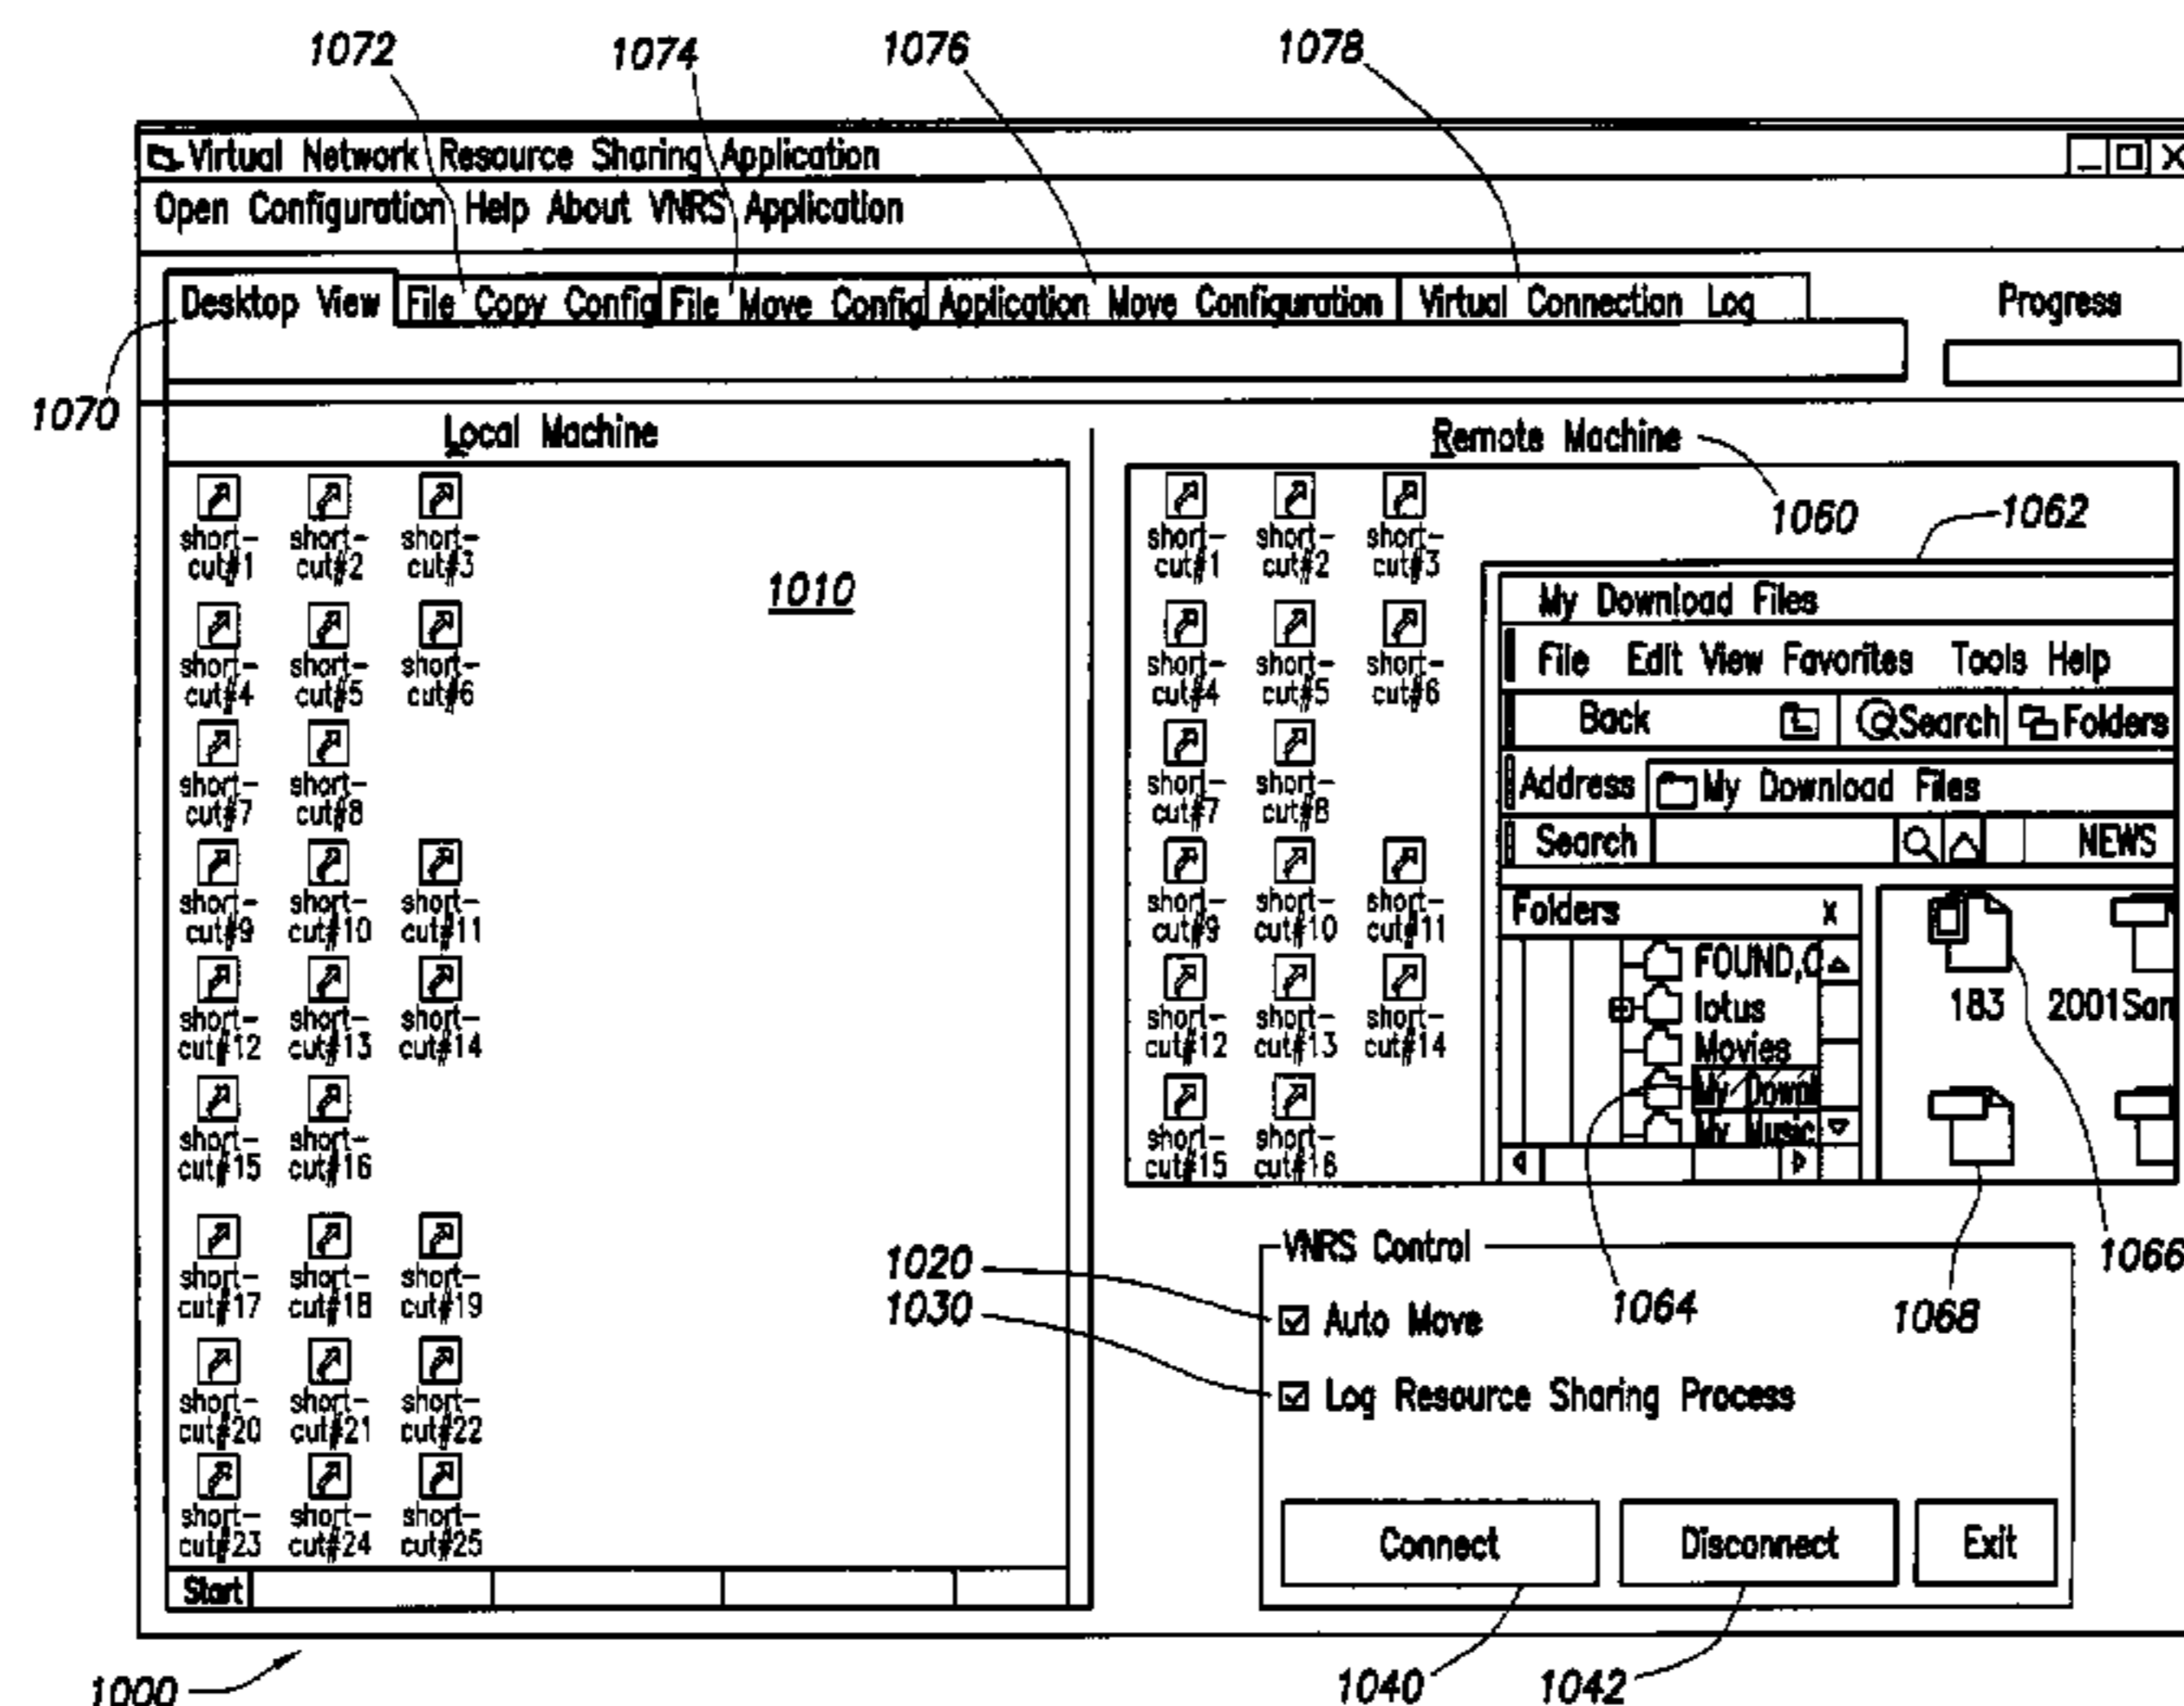 1072 1074 1076 1078
Virtual Network Resource Sharing Application
Open Configuration Help About VNRS Application
Desktop View File Copy Config File Move Config Application Move Configuration Virtual Connection Log Progress
1070
Local Machine
1010
short-cut#1 short-cut#2 short-cut#3
short-cut#4 short-cut#5 short-cut#6
short-cut#7 short-cut#8
short-cut#9 short-cut#10 short-cut#11
short-cut#12 short-cut#13 short-cut#14
short-cut#15 short-cut#16
short-cut#17 short-cut#18 short-cut#19
short-cut#20 short-cut#21 short-cut#22
short-cut#23 short-cut#24 short-cut#25
Start
Remote Machine
1060
1062
short-cut#1 short-cut#2 short-cut#3
short-cut#4 short-cut#5 short-cut#6
short-cut#7 short-cut#8
short-cut#9 short-cut#10 short-cut#11
short-cut#12 short-cut#13 short-cut#14
short-cut#15 short-cut#16
My Download Files
File Edit View Favorites Tools Help
Back Search Folders
Address My Download Files
Search NEWS
Folders X
FOUND,C
lotus
Movies
My Downl
My Music
183 2001San
1066
1064 1068
VNRS Control
1020 Auto Move
1030 Log Resource Sharing Process
Connect Disconnect Exit
1000 1040 1042